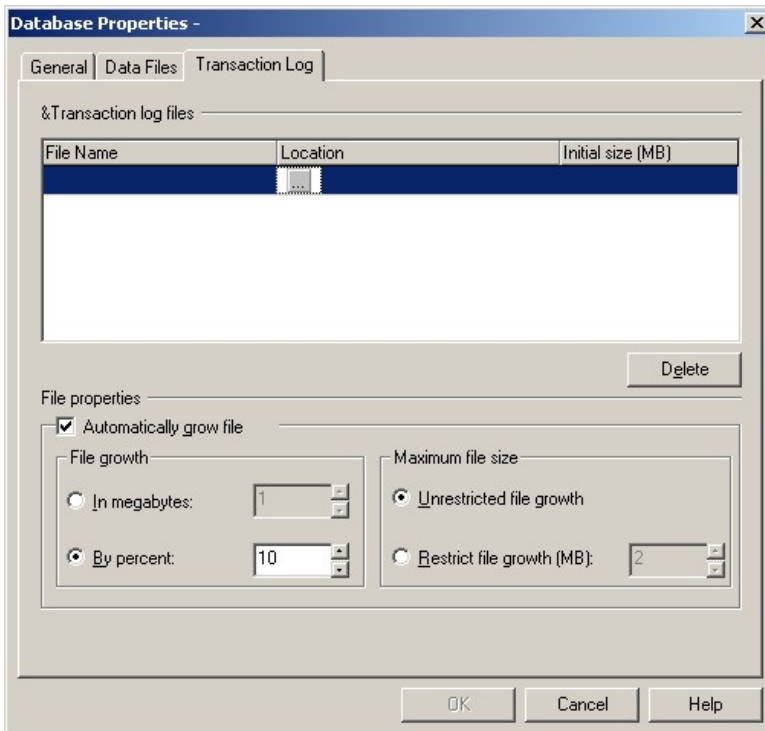 Database Properties -
General Data Files Transaction Log
&Transaction log files
File Name Location Initial size (MB)
...
Delete
File properties
Automatically grow file
File growth Maximum file size
In megabytes: 1 Unrestricted file growth
By percent: 10 Restrict file growth (MB): 2
OK Cancel Help